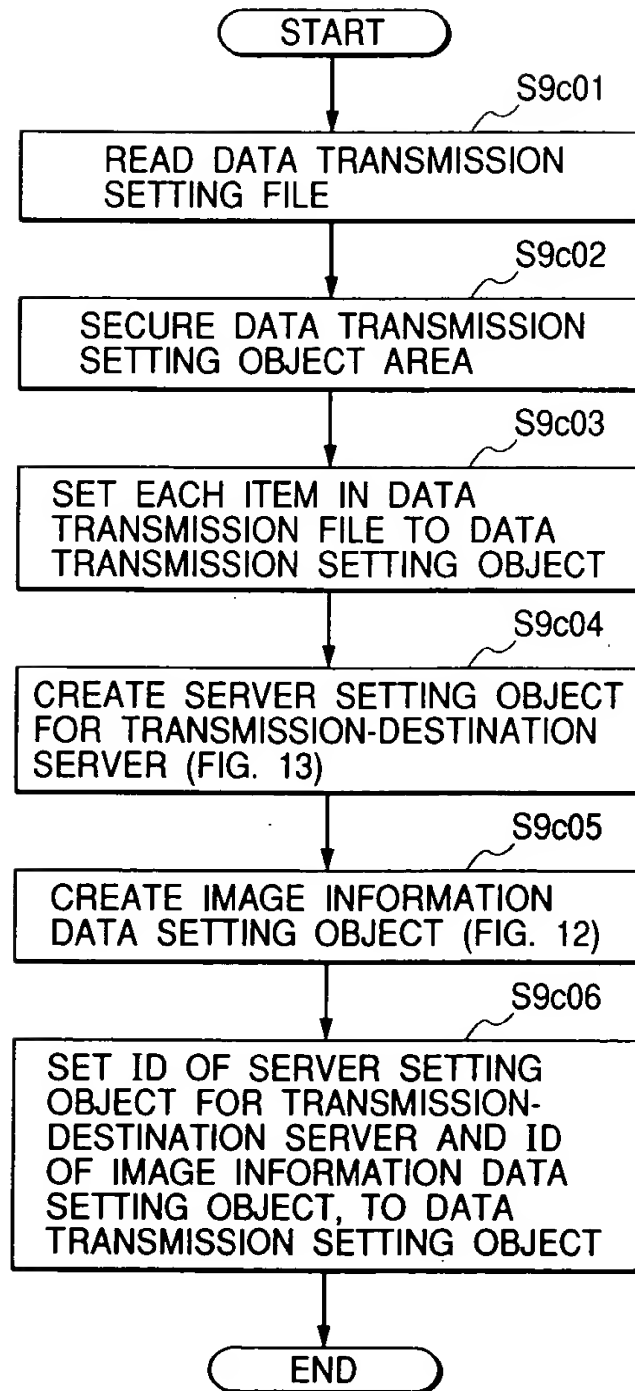 START
S9c01
READ DATA TRANSMISSION
SETTING FILE
S9c02
SECURE DATA TRANSMISSION
SETTING OBJECT AREA
S9c03
SET EACH ITEM IN DATA
TRANSMISSION FILE TO DATA
TRANSMISSION SETTING OBJECT
S9c04
CREATE SERVER SETTING OBJECT
FOR TRANSMISSION-DESTINATION
SERVER (FIG. 13)
S9c05
CREATE IMAGE INFORMATION
DATA SETTING OBJECT (FIG. 12)
S9c06
SET ID OF SERVER SETTING
OBJECT FOR TRANSMISSION-
DESTINATION SERVER AND ID
OF IMAGE INFORMATION DATA
SETTING OBJECT, TO DATA
TRANSMISSION SETTING OBJECT
END